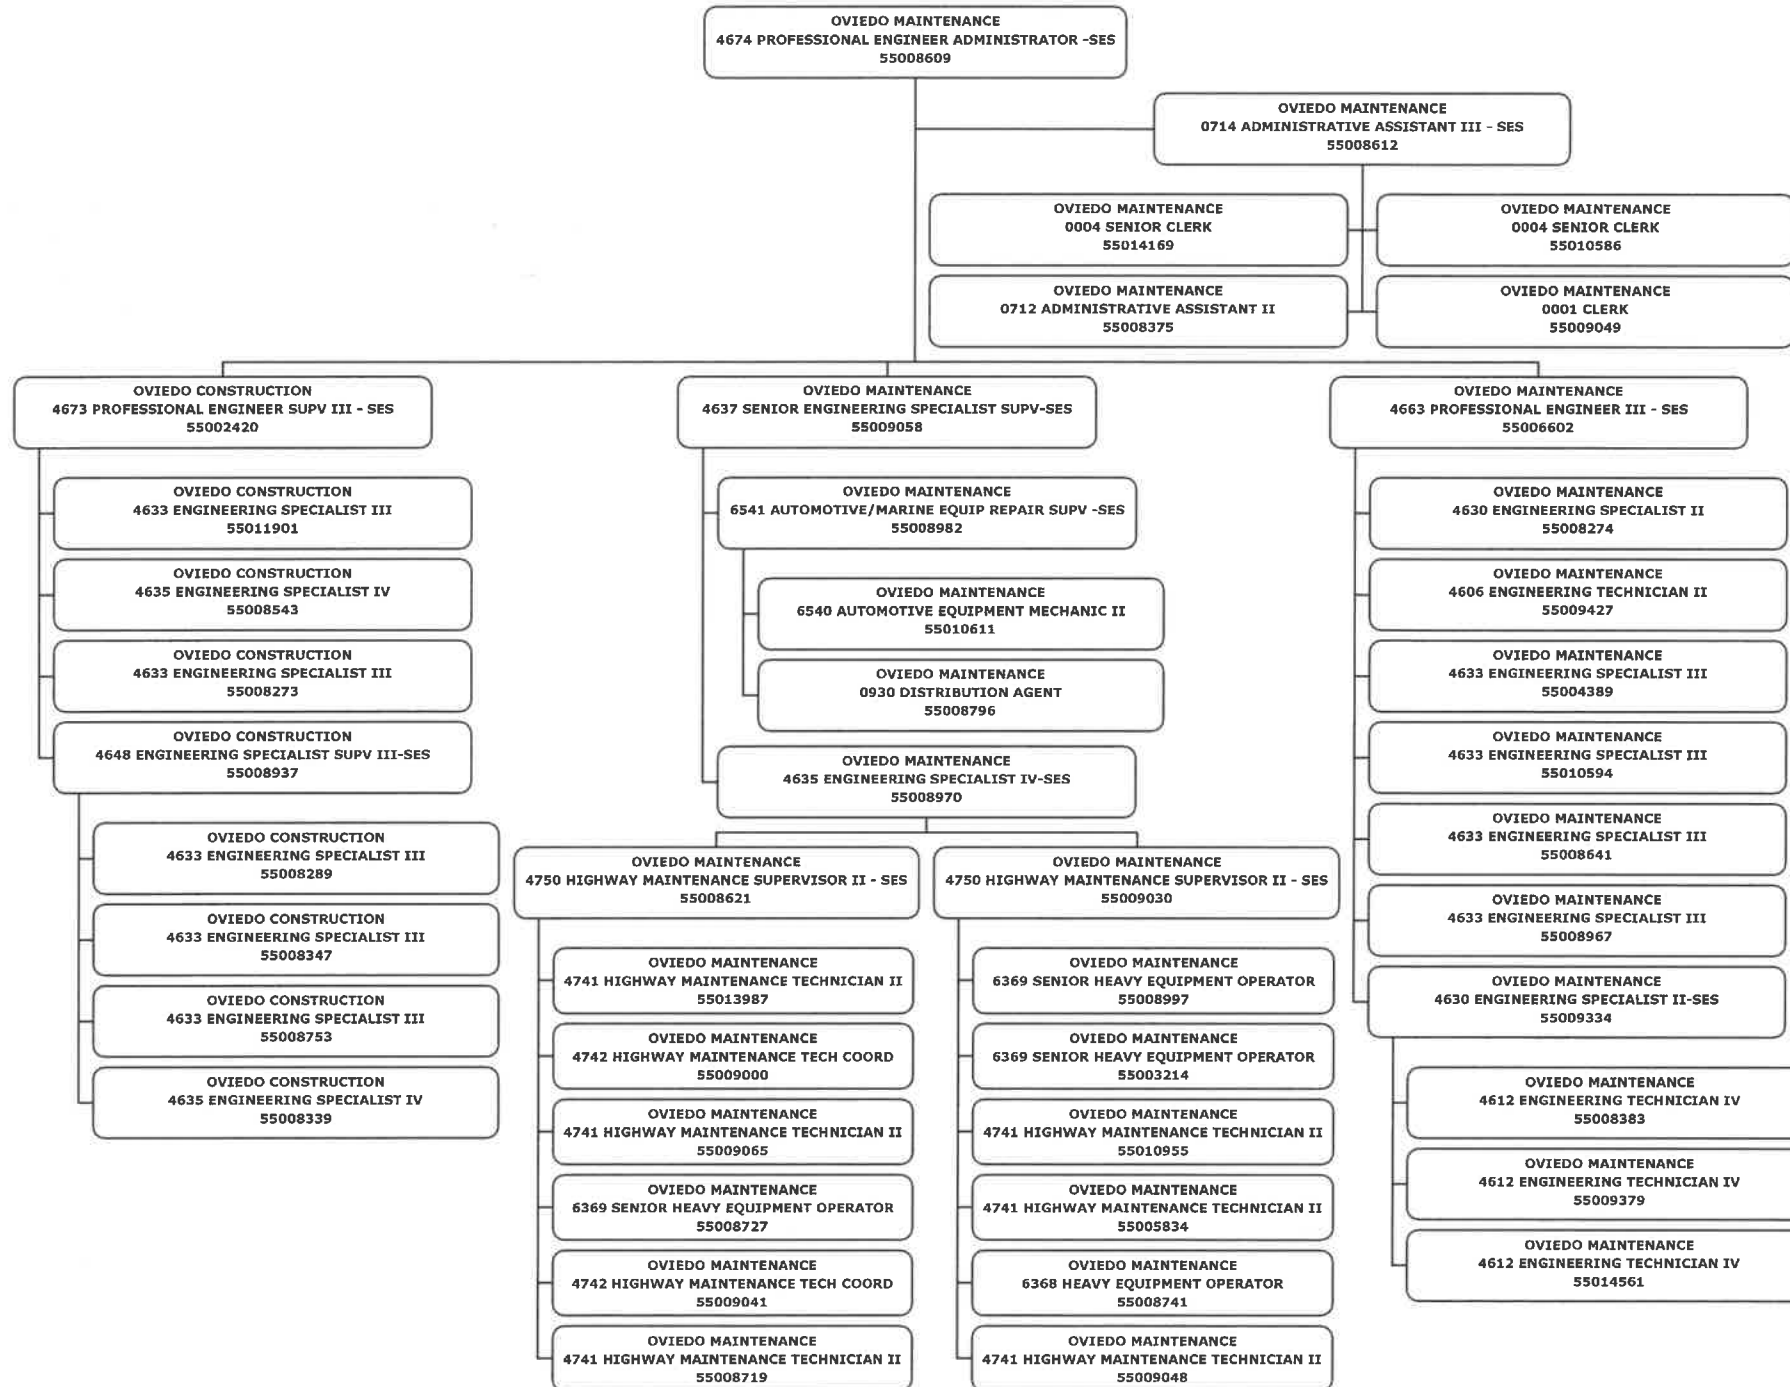 OVIEDO MAINTENANCE
4674 PROFESSIONAL ENGINEER ADMINISTRATOR -SES
55008609
OVIEDO MAINTENANCE
0714 ADMINISTRATIVE ASSISTANT III - SES
55008612
OVIEDO MAINTENANCE
0004 SENIOR CLERK
55014169
OVIEDO MAINTENANCE
0004 SENIOR CLERK
55010586
OVIEDO MAINTENANCE
0712 ADMINISTRATIVE ASSISTANT II
55008375
OVIEDO MAINTENANCE
0001 CLERK
55009049
OVIEDO CONSTRUCTION
4673 PROFESSIONAL ENGINEER SUPV III - SES
55002420
OVIEDO CONSTRUCTION
4633 ENGINEERING SPECIALIST III
55011901
OVIEDO CONSTRUCTION
4635 ENGINEERING SPECIALIST IV
55008543
OVIEDO CONSTRUCTION
4633 ENGINEERING SPECIALIST III
55008273
OVIEDO CONSTRUCTION
4648 ENGINEERING SPECIALIST SUPV III-SES
55008937
OVIEDO CONSTRUCTION
4633 ENGINEERING SPECIALIST III
55008289
OVIEDO CONSTRUCTION
4633 ENGINEERING SPECIALIST III
55008347
OVIEDO CONSTRUCTION
4633 ENGINEERING SPECIALIST III
55008753
OVIEDO CONSTRUCTION
4635 ENGINEERING SPECIALIST IV
55008339
OVIEDO MAINTENANCE
4637 SENIOR ENGINEERING SPECIALIST SUPV-SES
55009058
OVIEDO MAINTENANCE
6541 AUTOMOTIVE/MARINE EQUIP REPAIR SUPV -SES
55008982
OVIEDO MAINTENANCE
6540 AUTOMOTIVE EQUIPMENT MECHANIC II
55010611
OVIEDO MAINTENANCE
0930 DISTRIBUTION AGENT
55008796
OVIEDO MAINTENANCE
4635 ENGINEERING SPECIALIST IV-SES
55008970
OVIEDO MAINTENANCE
4750 HIGHWAY MAINTENANCE SUPERVISOR II - SES
55008621
OVIEDO MAINTENANCE
4741 HIGHWAY MAINTENANCE TECHNICIAN II
55013987
OVIEDO MAINTENANCE
4742 HIGHWAY MAINTENANCE TECH COORD
55009000
OVIEDO MAINTENANCE
4741 HIGHWAY MAINTENANCE TECHNICIAN II
55009065
OVIEDO MAINTENANCE
6369 SENIOR HEAVY EQUIPMENT OPERATOR
55008727
OVIEDO MAINTENANCE
4742 HIGHWAY MAINTENANCE TECH COORD
55009041
OVIEDO MAINTENANCE
4741 HIGHWAY MAINTENANCE TECHNICIAN II
55008719
OVIEDO MAINTENANCE
4750 HIGHWAY MAINTENANCE SUPERVISOR II - SES
55009030
OVIEDO MAINTENANCE
6369 SENIOR HEAVY EQUIPMENT OPERATOR
55008997
OVIEDO MAINTENANCE
6369 SENIOR HEAVY EQUIPMENT OPERATOR
55003214
OVIEDO MAINTENANCE
4741 HIGHWAY MAINTENANCE TECHNICIAN II
55010955
OVIEDO MAINTENANCE
4741 HIGHWAY MAINTENANCE TECHNICIAN II
55005834
OVIEDO MAINTENANCE
6368 HEAVY EQUIPMENT OPERATOR
55008741
OVIEDO MAINTENANCE
4741 HIGHWAY MAINTENANCE TECHNICIAN II
55009048
OVIEDO MAINTENANCE
4663 PROFESSIONAL ENGINEER III - SES
55006602
OVIEDO MAINTENANCE
4630 ENGINEERING SPECIALIST II
55008274
OVIEDO MAINTENANCE
4606 ENGINEERING TECHNICIAN II
55009427
OVIEDO MAINTENANCE
4633 ENGINEERING SPECIALIST III
55004389
OVIEDO MAINTENANCE
4633 ENGINEERING SPECIALIST III
55010594
OVIEDO MAINTENANCE
4633 ENGINEERING SPECIALIST III
55008641
OVIEDO MAINTENANCE
4633 ENGINEERING SPECIALIST III
55008967
OVIEDO MAINTENANCE
4630 ENGINEERING SPECIALIST II-SES
55009334
OVIEDO MAINTENANCE
4612 ENGINEERING TECHNICIAN IV
55008383
OVIEDO MAINTENANCE
4612 ENGINEERING TECHNICIAN IV
55009379
OVIEDO MAINTENANCE
4612 ENGINEERING TECHNICIAN IV
55014561